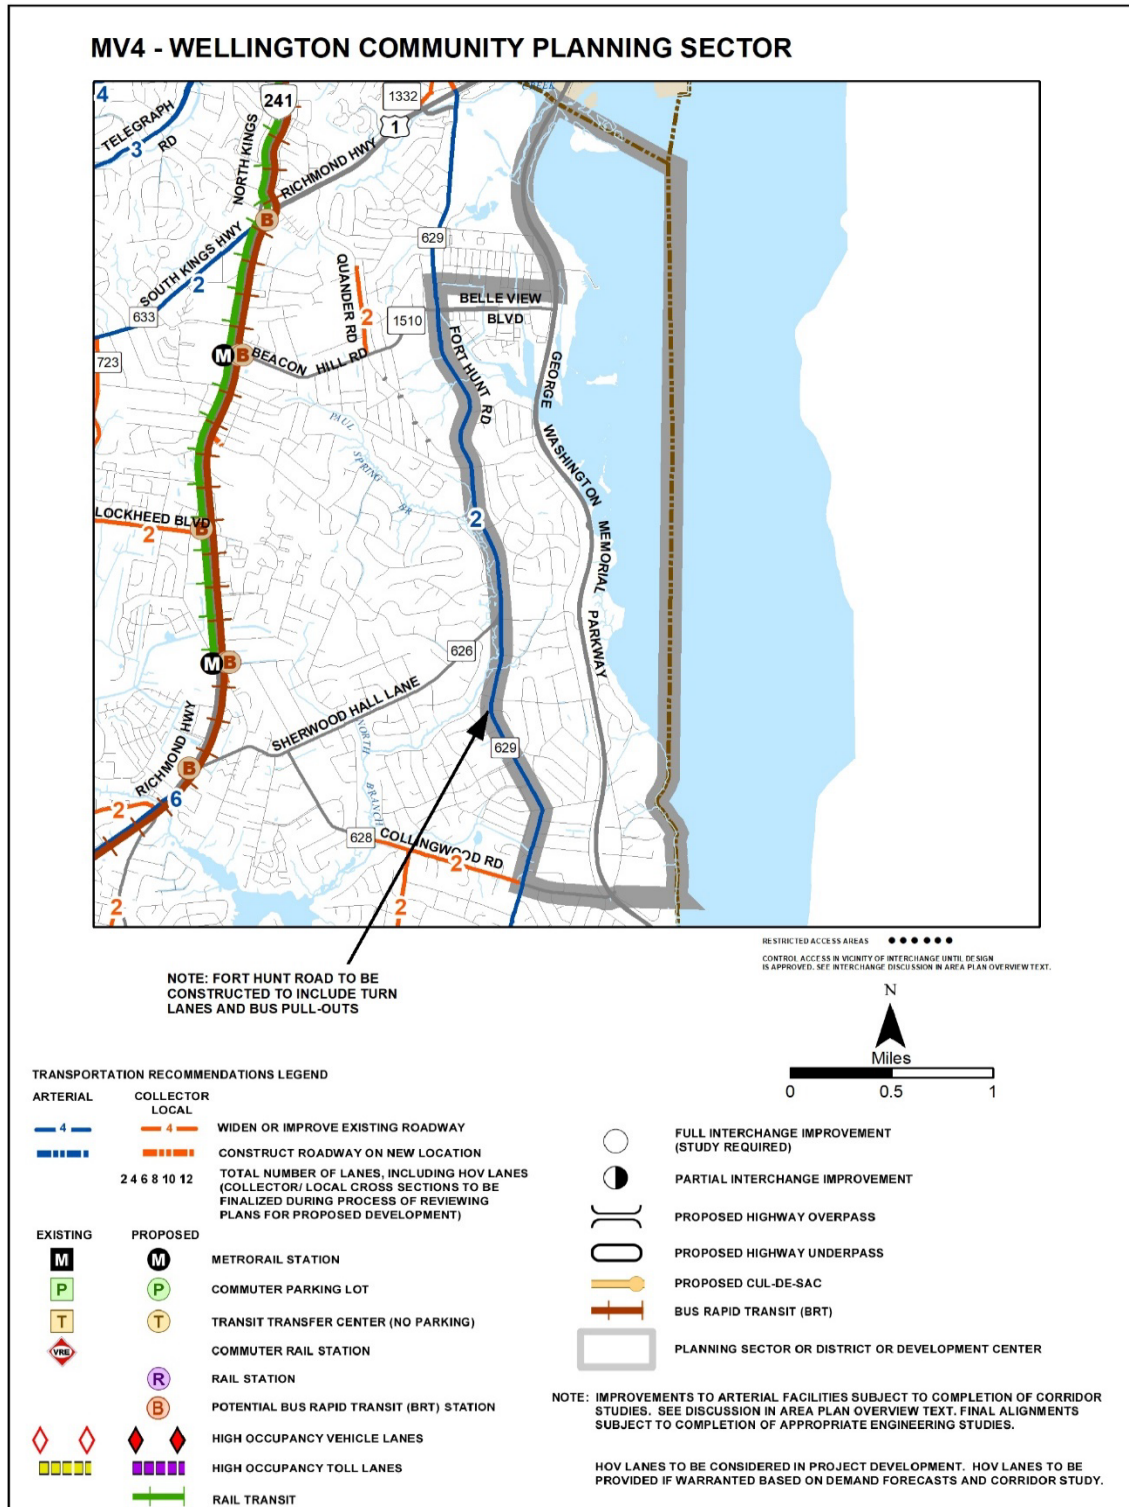 MV4 - WELLINGTON COMMUNITY PLANNING SECTOR
4
TELEGRAPH
RD
3
241
NORTH KINGS
1332
1
RICHMOND HWY
CREEK
B
SOUTH KINGS HWY
2
633
629
QUANDER RD
2
BELLE VIEW
BLVD
1510
723
M B
BEACON HILL RD
FORT HUNT RD
GEORGE WASHINGTON MEMORIAL PARKWAY
PAUL
SPRING
BR
LOCKHEED BLVD
2
B
2
626
M B
SHERWOOD HALL LANE
RICHMOND HWY
NORTH
BRANCH
629
B
6
2
628
COLLINGWOOD RD
2
2
2
NOTE: FORT HUNT ROAD TO BE
CONSTRUCTED TO INCLUDE TURN
LANES AND BUS PULL-OUTS
RESTRICTED ACCESS AREAS
CONTROL ACCESS IN VICINITY OF INTERCHANGE UNTIL DESIGN
IS APPROVED. SEE INTERCHANGE DISCUSSION IN AREA PLAN OVERVIEW TEXT.
N
Miles
0 0.5 1
TRANSPORTATION RECOMMENDATIONS LEGEND
ARTERIAL COLLECTOR
LOCAL
4 4 WIDEN OR IMPROVE EXISTING ROADWAY
CONSTRUCT ROADWAY ON NEW LOCATION
2 4 6 8 10 12 TOTAL NUMBER OF LANES, INCLUDING HOV LANES
(COLLECTOR/ LOCAL CROSS SECTIONS TO BE
FINALIZED DURING PROCESS OF REVIEWING
PLANS FOR PROPOSED DEVELOPMENT)
EXISTING PROPOSED
M M METRORAIL STATION
P P COMMUTER PARKING LOT
T T TRANSIT TRANSFER CENTER (NO PARKING)
VRE COMMUTER RAIL STATION
R RAIL STATION
B POTENTIAL BUS RAPID TRANSIT (BRT) STATION
HIGH OCCUPANCY VEHICLE LANES
HIGH OCCUPANCY TOLL LANES
RAIL TRANSIT
FULL INTERCHANGE IMPROVEMENT
(STUDY REQUIRED)
PARTIAL INTERCHANGE IMPROVEMENT
PROPOSED HIGHWAY OVERPASS
PROPOSED HIGHWAY UNDERPASS
PROPOSED CUL-DE-SAC
BUS RAPID TRANSIT (BRT)
PLANNING SECTOR OR DISTRICT OR DEVELOPMENT CENTER
NOTE: IMPROVEMENTS TO ARTERIAL FACILITIES SUBJECT TO COMPLETION OF CORRIDOR
STUDIES. SEE DISCUSSION IN AREA PLAN OVERVIEW TEXT. FINAL ALIGNMENTS
SUBJECT TO COMPLETION OF APPROPRIATE ENGINEERING STUDIES.
HOV LANES TO BE CONSIDERED IN PROJECT DEVELOPMENT. HOV LANES TO BE
PROVIDED IF WARRANTED BASED ON DEMAND FORECASTS AND CORRIDOR STUDY.